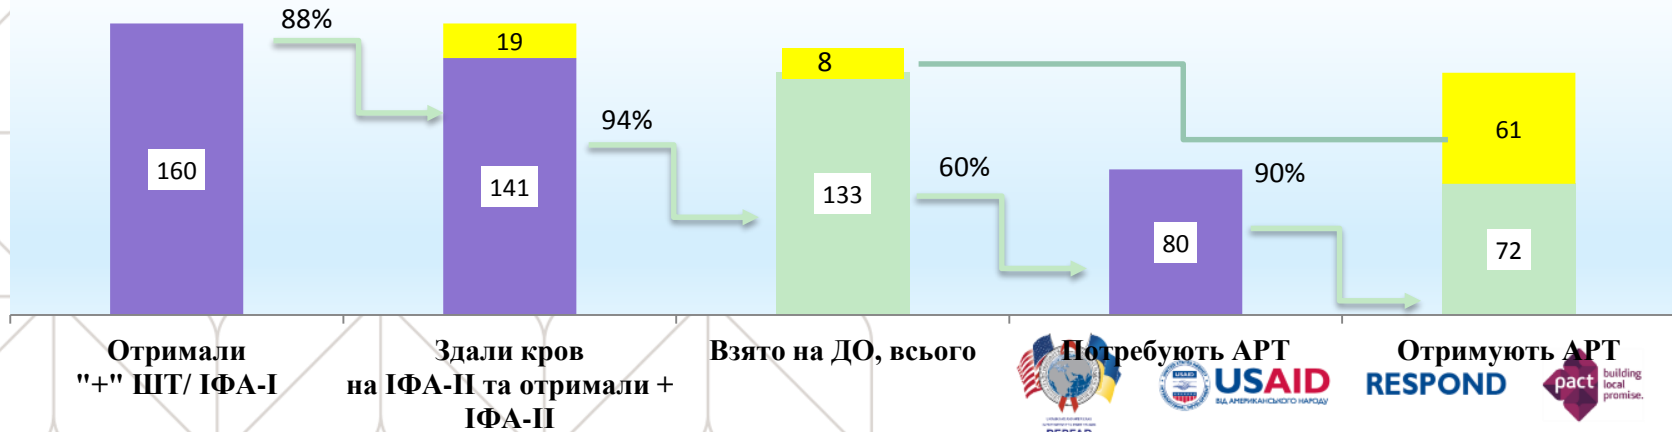 88%
19
8
94%
61
160
141
133
60%
90%
80
72
Отримали
"+" ШТ/ ІФА-І
Здали кров
на ІФА-ІІ та отримали +
ІФА-ІІ
Взято на ДО, всього
Потребують АРТ
Отримують АРТ
USAID
USAID
ВІД АМЕРИКАНСЬКОГО НАРОДУ
RESPOND
pact
building
local
promise.
PEPFAR